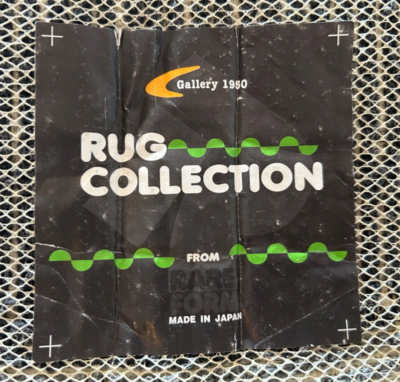 Gallery 1950
RUG
COLLECTION
FROM
RARE
FORM
MADE IN JAPAN